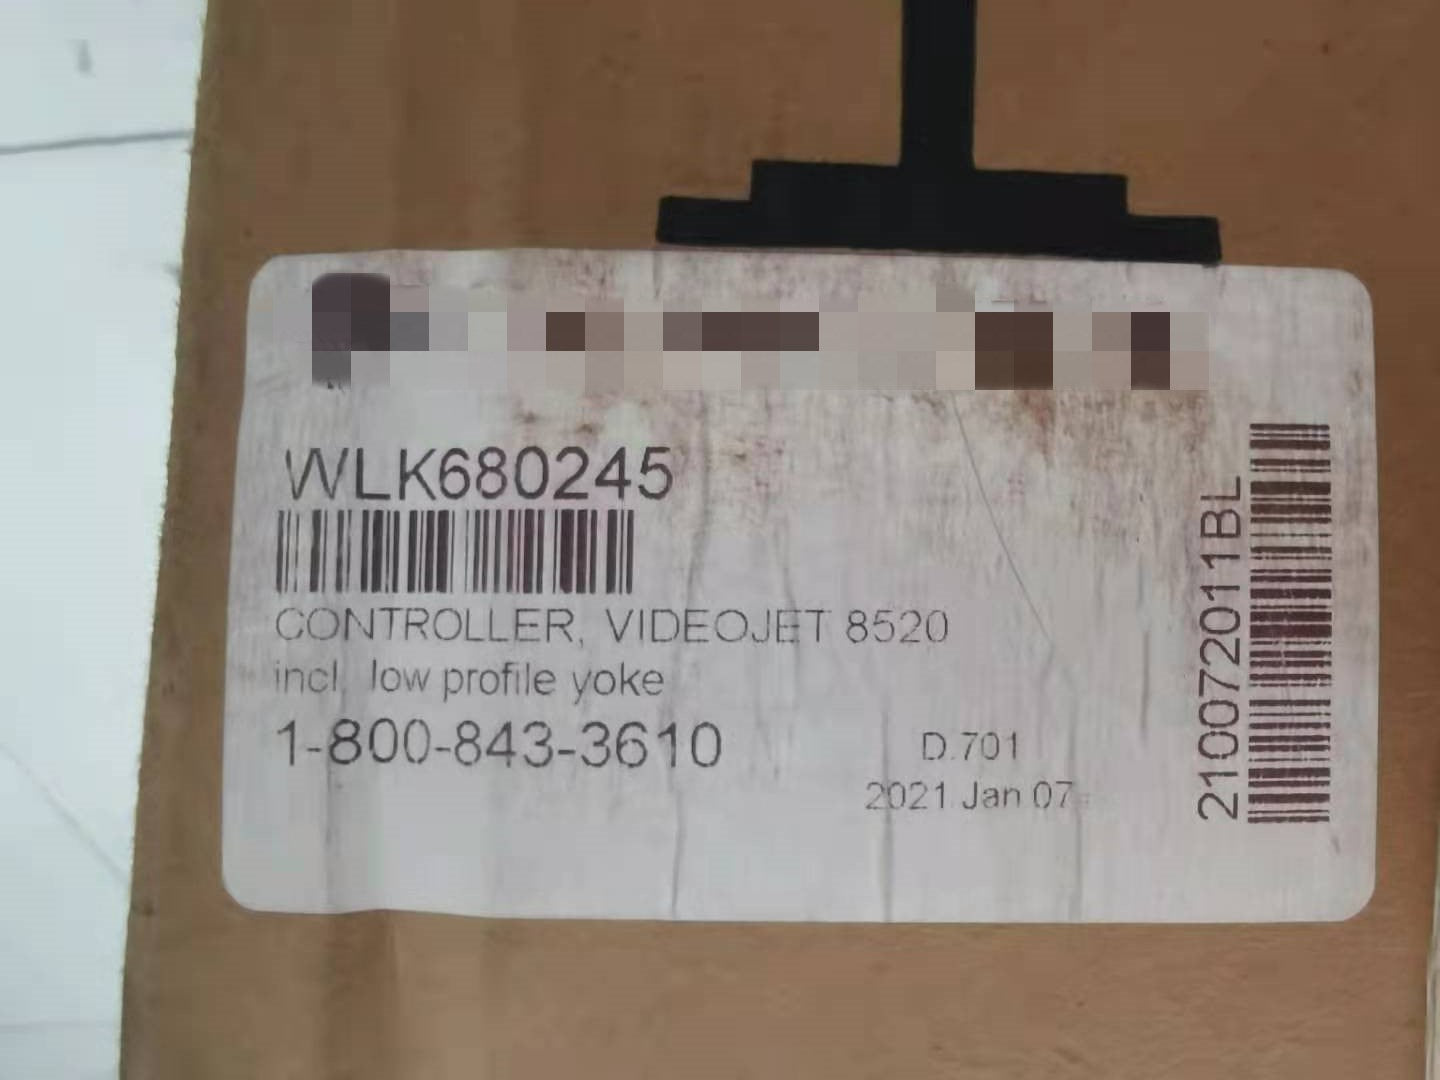 WLK680245
CONTROLLER, VIDEOJET 8520
incl. low profile yoke
1-800-843-3610
D.701
2021 Jan 07
210072011BL